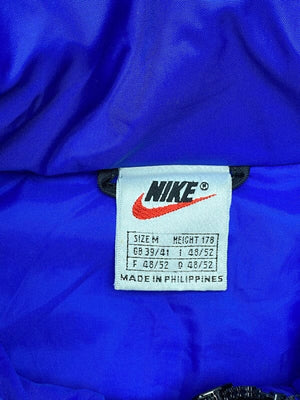 NIKE®
SIZE M HEIGHT 178
GB 39/41 I 48/52
F 48/52 D 48/52
MADE IN PHILIPPINES